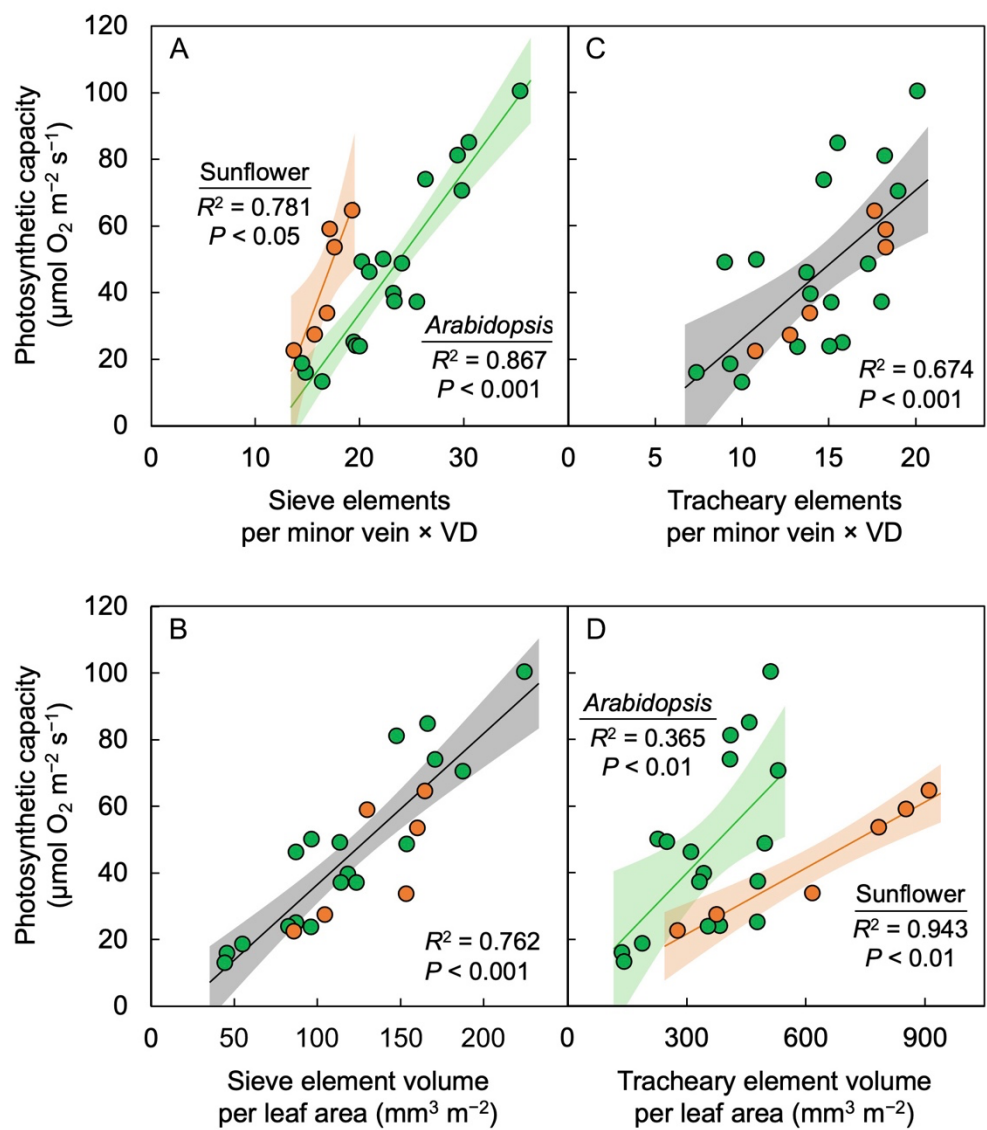 120
100
80
60
40
20
0
Photosynthetic capacity
(µmol O₂ m⁻² s⁻¹)
A
Sunflower
R² = 0.781
P < 0.05
Arabidopsis
R² = 0.867
P < 0.001
0 10 20 30
Sieve elements
per minor vein × VD
C
R² = 0.674
P < 0.001
0 5 10 15 20
Tracheary elements
per minor vein × VD
120
100
80
60
40
20
0
Photosynthetic capacity
(µmol O₂ m⁻² s⁻¹)
B
R² = 0.762
P < 0.001
0 50 100 150 200
Sieve element volume
per leaf area (mm³ m⁻²)
D
Arabidopsis
R² = 0.365
P < 0.01
Sunflower
R² = 0.943
P < 0.01
0 300 600 900
Tracheary element volume
per leaf area (mm³ m⁻²)